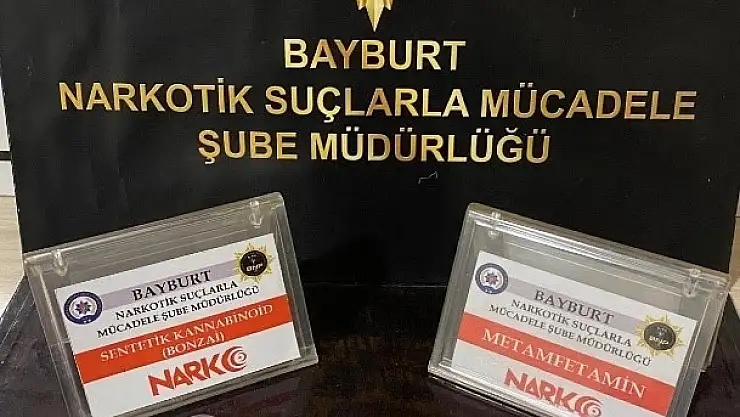 BAYBURT
NARKOTİK SUÇLARLA MÜCADELE
ŞUBE MÜDÜRLÜĞÜ
BAYBURT
NARKOTİK SUÇLARLA
MÜCADELE ŞUBE MÜDÜRLÜĞÜ
SENTETİK KANNABİNOİD
(BONZAİ)
NARKO
BAYBURT
NARKOTİK SUÇLARLA
MÜCADELE ŞUBE MÜDÜRLÜĞÜ
METAMFETAMİN
NARKO